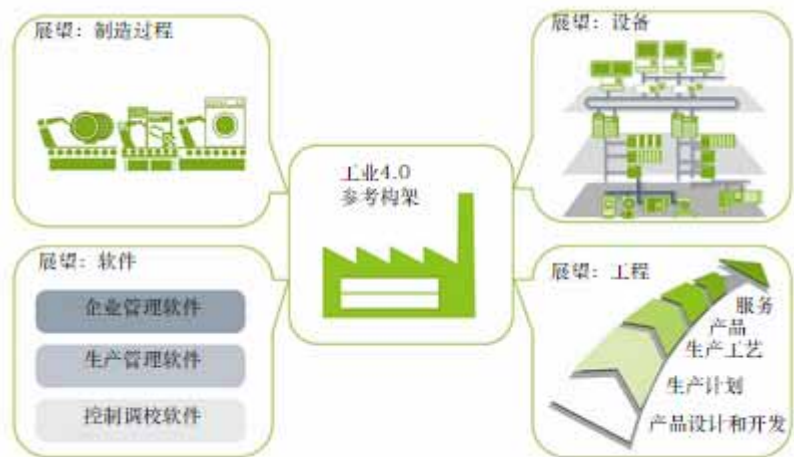 展望：制造过程
展望：设备
工业4.0
参考构架
展望：软件
企业管理软件
生产管理软件
控制调校软件
展望：工程
服务
产品
生产工艺
生产计划
产品设计和开发